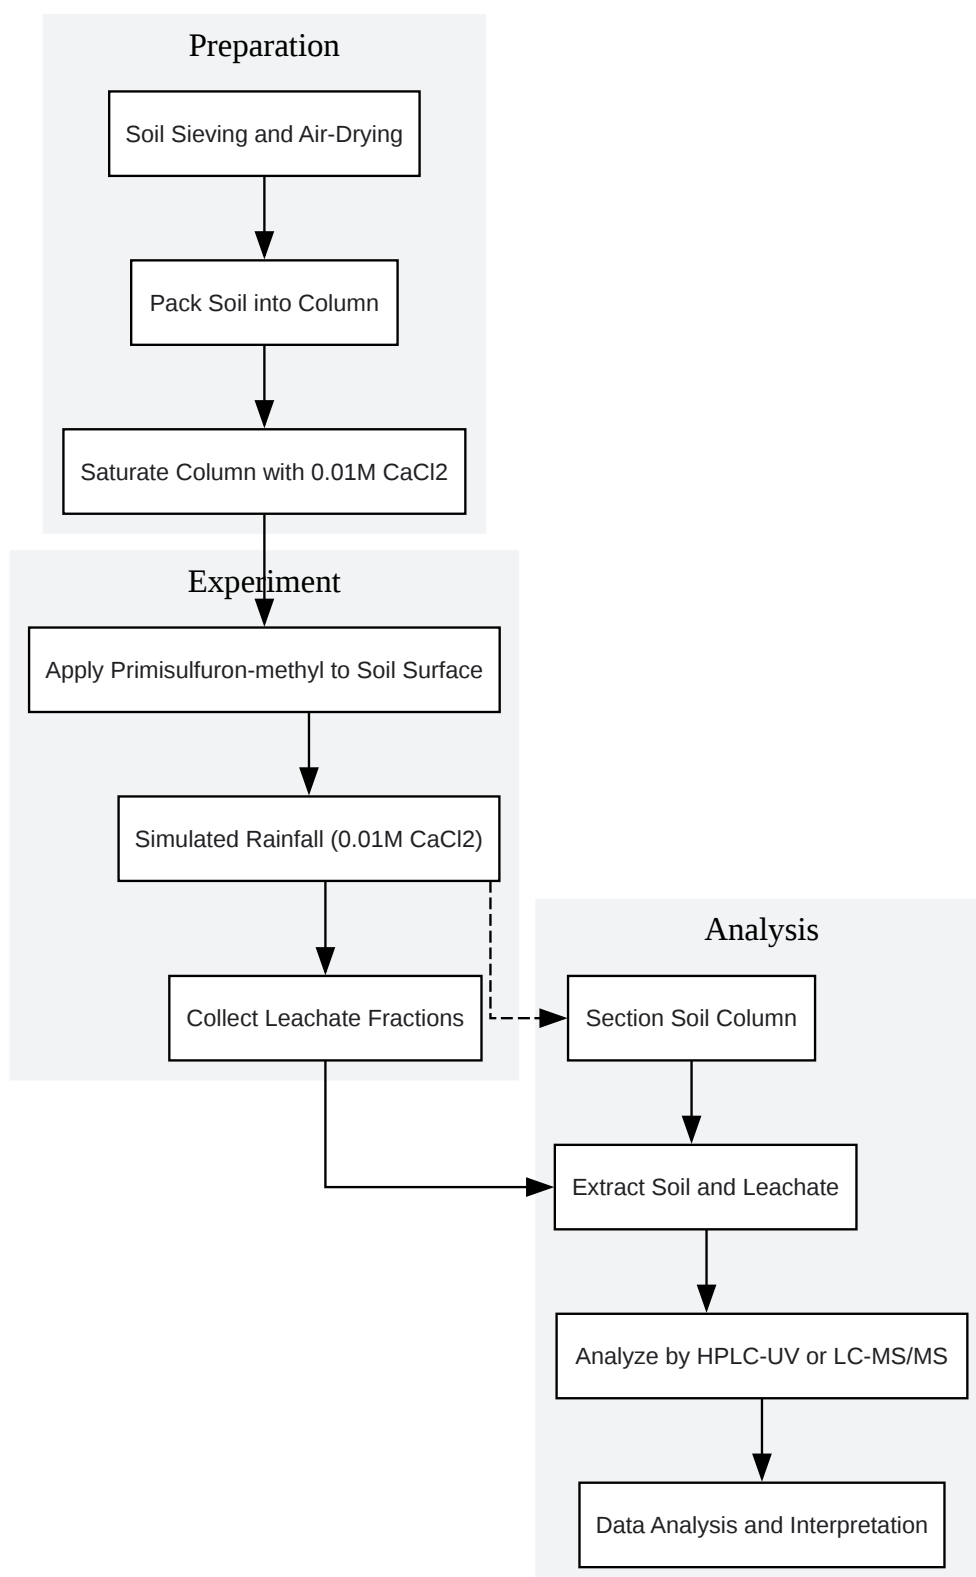 Preparation
Soil Sieving and Air-Drying
Pack Soil into Column
Saturate Column with 0.01M CaCl2
Experiment
Apply Primisulfuron-methyl to Soil Surface
Simulated Rainfall (0.01M CaCl2)
Collect Leachate Fractions
Analysis
Section Soil Column
Extract Soil and Leachate
Analyze by HPLC-UV or LC-MS/MS
Data Analysis and Interpretation